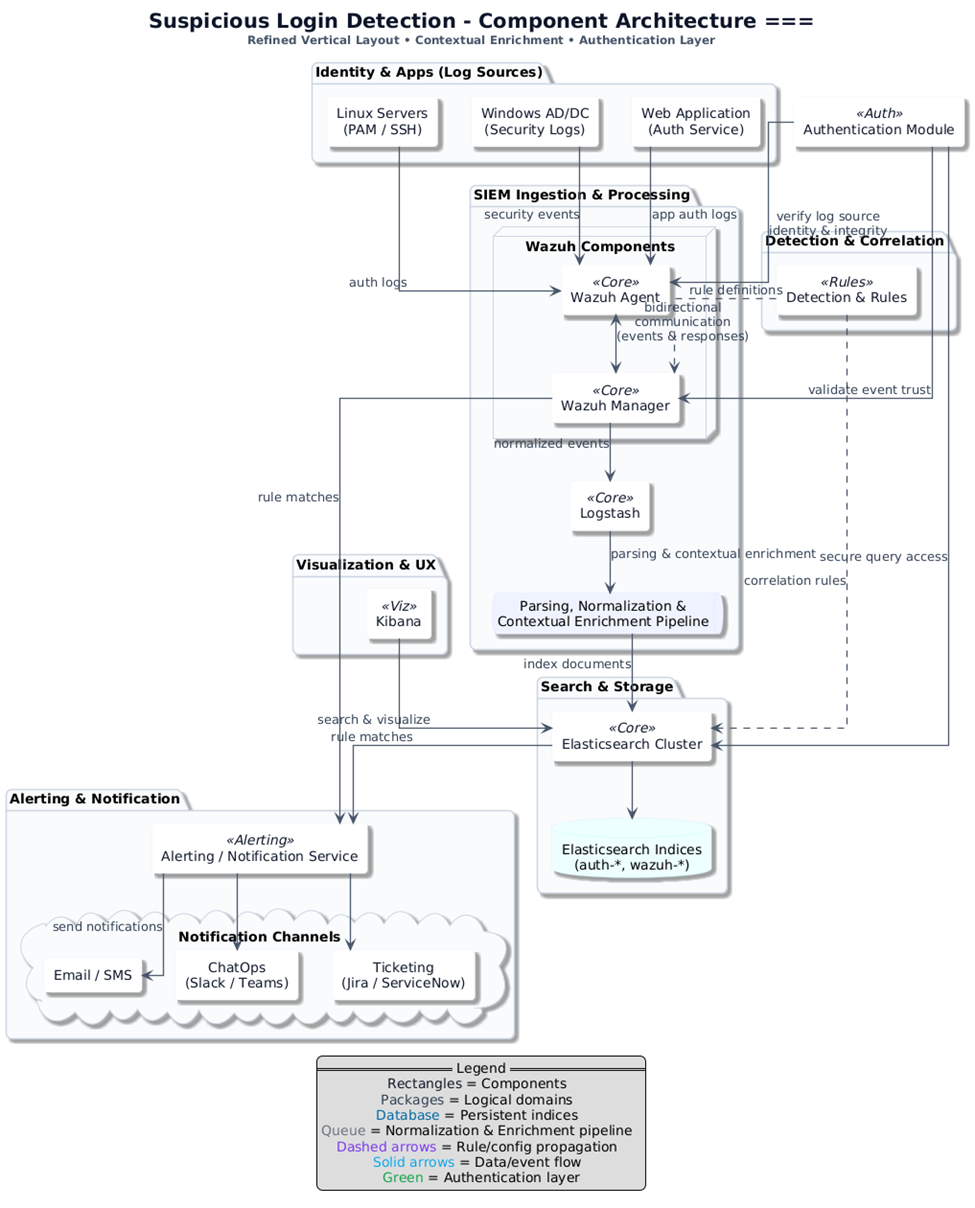 Suspicious Login Detection - Component Architecture ===
Refined Vertical Layout • Contextual Enrichment • Authentication Layer
Identity & Apps (Log Sources)
Linux Servers
(PAM / SSH)
Windows AD/DC
(Security Logs)
Web Application
(Auth Service)
«Auth»
Authentication Module
SIEM Ingestion & Processing
security events
app auth logs
verify log source
identity & integrity
Detection & Correlation
Wazuh Components
«Core»
Wazuh Agent
auth logs
rule definitions
«Rules»
Detection & Rules
bidirectional
communication
(events & responses)
«Core»
Wazuh Manager
validate event trust
normalized events
rule matches
«Core»
Logstash
parsing & contextual enrichment
secure query access
correlation rules
Visualization & UX
«Viz»
Kibana
Parsing, Normalization &
Contextual Enrichment Pipeline
index documents
Search & Storage
search & visualize
rule matches
«Core»
Elasticsearch Cluster
Alerting & Notification
«Alerting»
Alerting / Notification Service
Elasticsearch Indices
(auth-*, wazuh-*)
send notifications
Notification Channels
Email / SMS
ChatOps
(Slack / Teams)
Ticketing
(Jira / ServiceNow)
Legend
Rectangles = Components
Packages = Logical domains
Database = Persistent indices
Queue = Normalization & Enrichment pipeline
Dashed arrows = Rule/config propagation
Solid arrows = Data/event flow
Green = Authentication layer